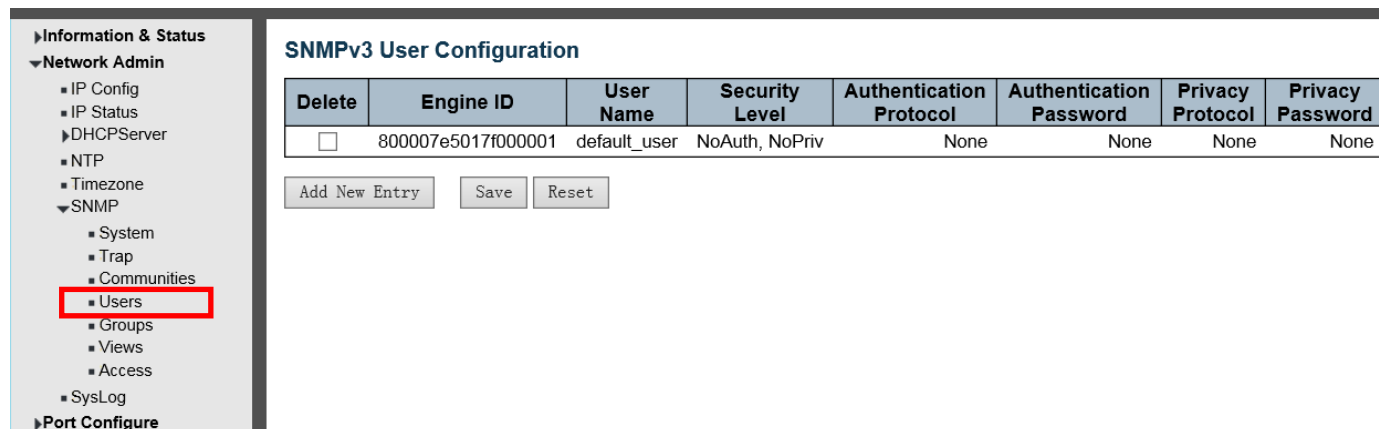 Information & Status
Network Admin
IP Config
IP Status
DHCPServer
NTP
Timezone
SNMP
System
Trap
Communities
Users
Groups
Views
Access
SysLog
Port Configure
SNMPv3 User Configuration
Delete Engine ID User Name Security Level Authentication Protocol Authentication Password Privacy Protocol Privacy Password
800007e5017f000001 default_user NoAuth, NoPriv None None None None
Add New Entry Save Reset